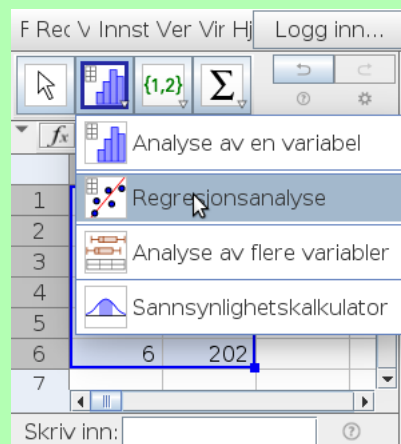 F Rec V Innst Ver Vir Hj Logg inn...
{1,2} Σ
fx
Analyse av en variabel
1 Regresjonsanalyse
2
3 Analyse av flere variabler
4
5 Sannsynlighetskalkulator
6 6 202
7
Skriv inn: